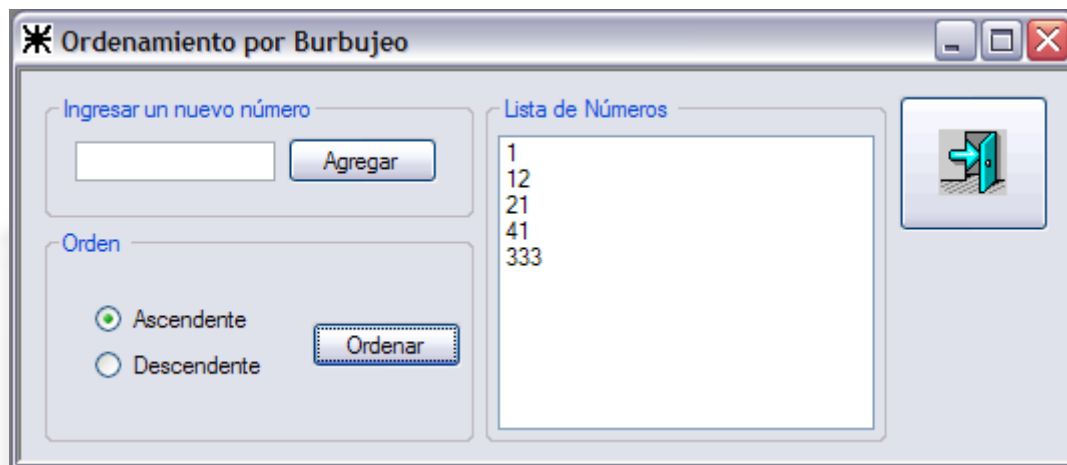 Ordenamiento por Burbujeo
Ingresar un nuevo número
Agregar
Orden
Ascendente
Descendente
Ordenar
Lista de Números
1
12
21
41
333